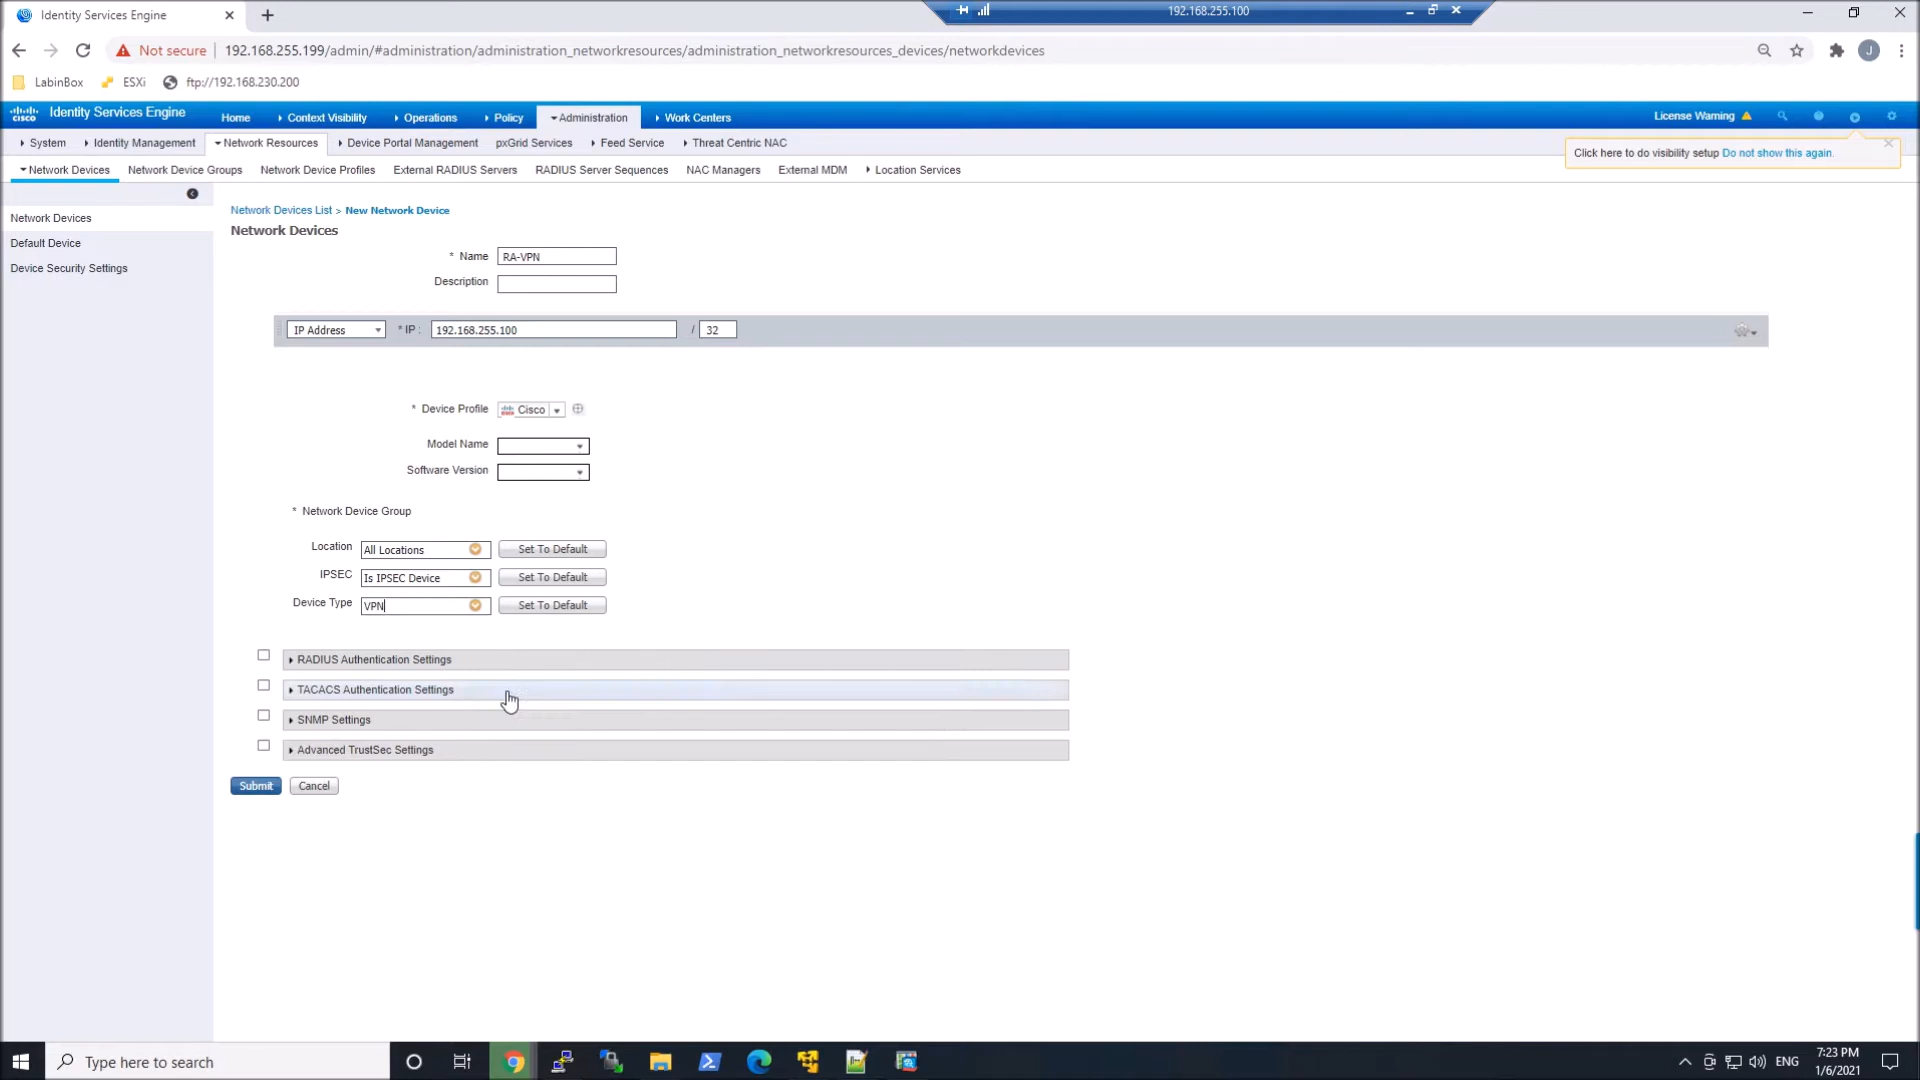 Identity Services Engine
192.168.255.100
Not secure | 192.168.255.199/admin/#administration/administration_networkresources/administration_networkresources_devices/networkdevices
J
LabinBox ESXi ftp://192.168.230.200
cisco Identity Services Engine Home Context Visibility Operations Policy Administration Work Centers License Warning
System Identity Management Network Resources Device Portal Management pxGrid Services Feed Service Threat Centric NAC
Click here to do visibility setup Do not show this again.
Network Devices Network Device Groups Network Device Profiles External RADIUS Servers RADIUS Server Sequences NAC Managers External MDM Location Services
Network Devices
Default Device
Device Security Settings
Network Devices List > New Network Device
Network Devices
* Name RA-VPN
Description
IP Address * IP : 192.168.255.100 / 32
* Device Profile Cisco
Model Name
Software Version
* Network Device Group
Location All Locations Set To Default
IPSEC Is IPSEC Device Set To Default
Device Type VPN Set To Default
RADIUS Authentication Settings
TACACS Authentication Settings
SNMP Settings
Advanced TrustSec Settings
Submit Cancel
Type here to search
ENG
7:23 PM
1/6/2021